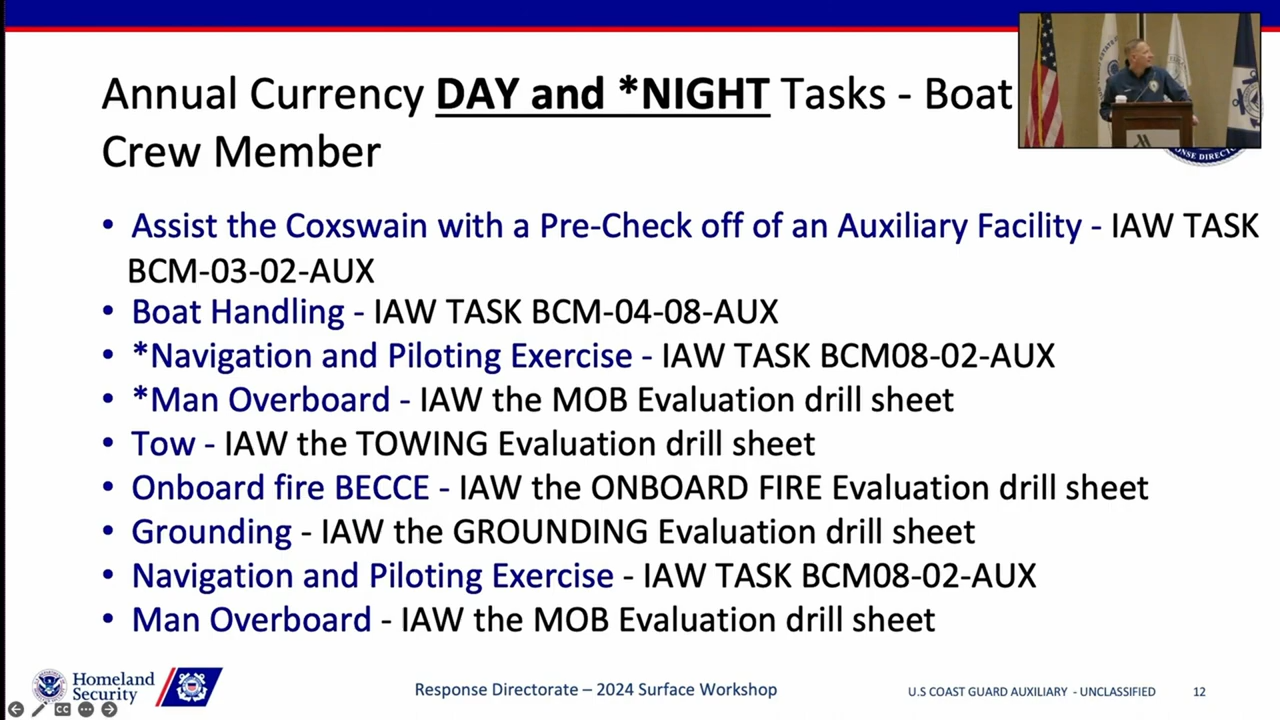 Annual Currency DAY and *NIGHT Tasks - Boat
Crew Member
• Assist the Coxswain with a Pre-Check off of an Auxiliary Facility - IAW TASK
BCM-03-02-AUX
• Boat Handling - IAW TASK BCM-04-08-AUX
• *Navigation and Piloting Exercise - IAW TASK BCM08-02-AUX
• *Man Overboard - IAW the MOB Evaluation drill sheet
• Tow - IAW the TOWING Evaluation drill sheet
• Onboard fire BECCE - IAW the ONBOARD FIRE Evaluation drill sheet
• Grounding - IAW the GROUNDING Evaluation drill sheet
• Navigation and Piloting Exercise - IAW TASK BCM08-02-AUX
• Man Overboard - IAW the MOB Evaluation drill sheet
Homeland
Security
Response Directorate – 2024 Surface Workshop
U.S COAST GUARD AUXILIARY - UNCLASSIFIED
12
CC